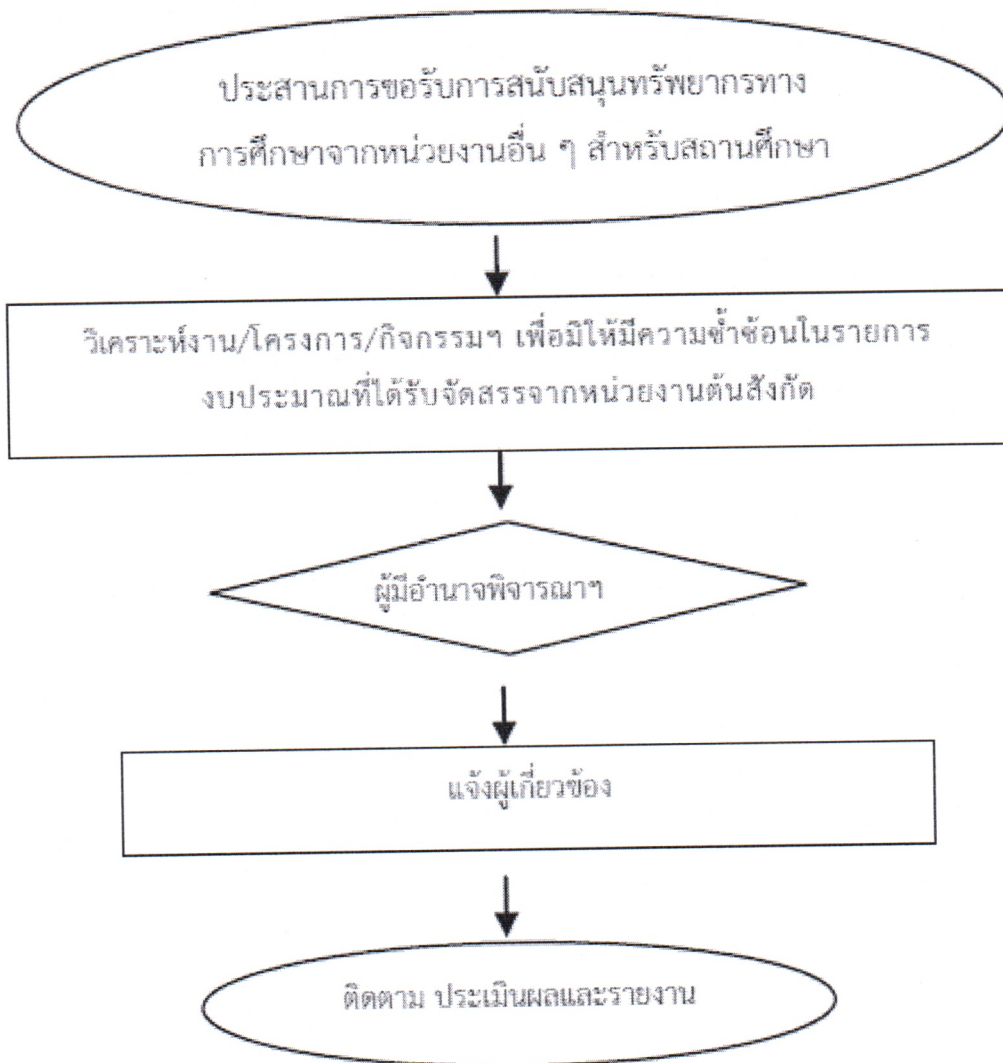 ประสานการขอรับการสนับสนุนทรัพยากรทาง
การศึกษาจากหน่วยงานอื่น ๆ สำหรับสถานศึกษา
วิเคราะห์งาน/โครงการ/กิจกรรมฯ เพื่อมิให้มีความซ้ำซ้อนในรายการ
งบประมาณที่ได้รับจัดสรรจากหน่วยงานต้นสังกัด
ผู้มีอำนาจพิจารณาฯ
แจ้งผู้เกี่ยวข้อง
ติดตาม ประเมินผลและรายงาน